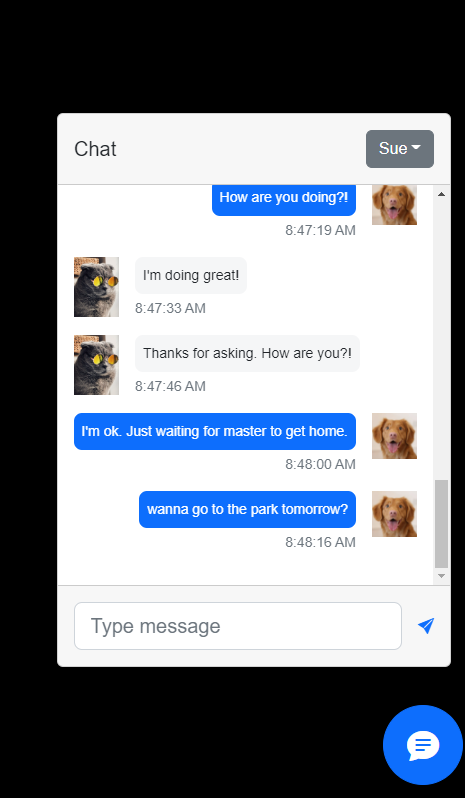 Chat
Sue
How are you doing?!
8:47:19 AM
I'm doing great!
8:47:33 AM
Thanks for asking. How are you?!
8:47:46 AM
I'm ok. Just waiting for master to get home.
8:48:00 AM
wanna go to the park tomorrow?
8:48:16 AM
Type message